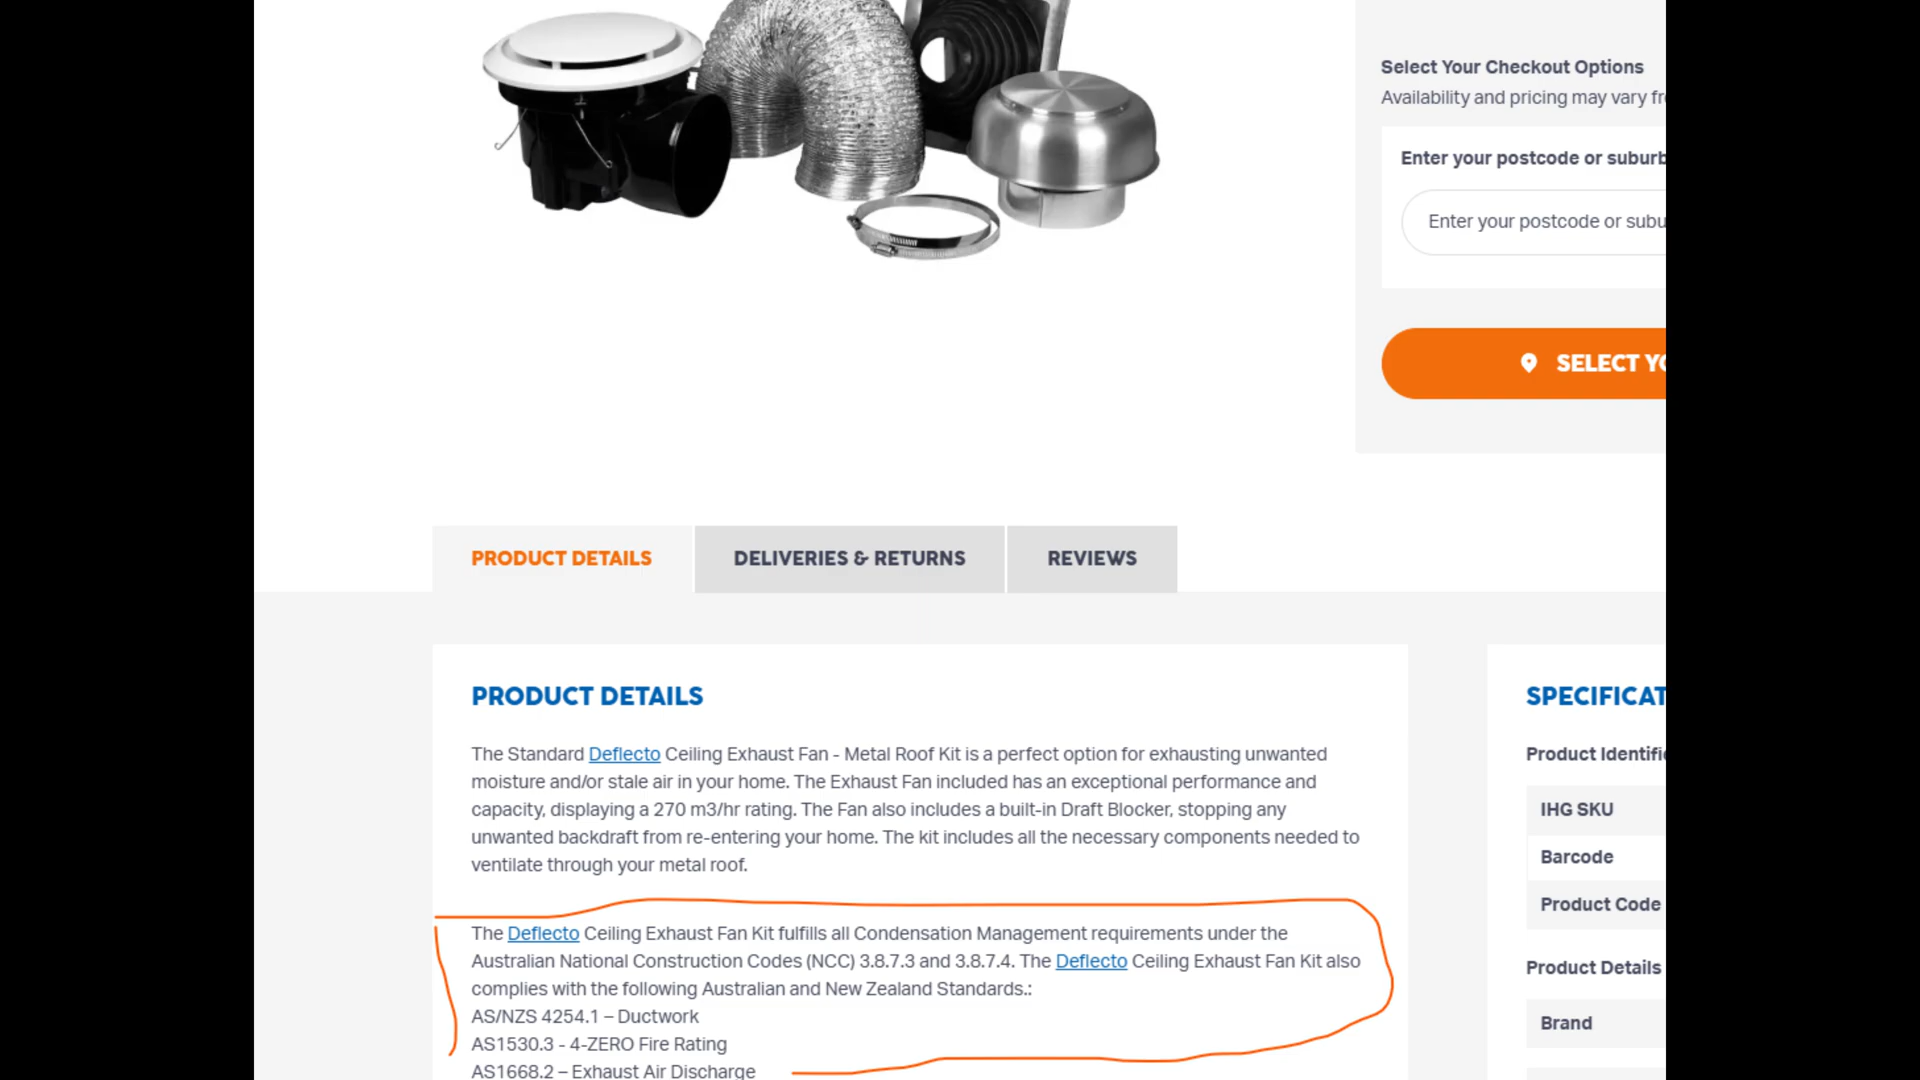 Select Your Checkout Options
Availability and pricing may vary
Enter your postcode or suburb
Enter your postcode or
SELECT
PRODUCT DETAILS
DELIVERIES & RETURNS
REVIEWS
PRODUCT DETAILS
The Standard Deflecto Ceiling Exhaust Fan - Metal Roof Kit is a perfect option for exhausting unwanted
moisture and/or stale air in your home. The Exhaust Fan included has an exceptional performance and
capacity, displaying a 270 m3/hr rating. The Fan also includes a built-in Draft Blocker, stopping any
unwanted backdraft from re-entering your home. The kit includes all the necessary components needed to
ventilate through your metal roof.
The Deflecto Ceiling Exhaust Fan Kit fulfills all Condensation Management requirements under the
Australian National Construction Codes (NCC) 3.8.7.3 and 3.8.7.4. The Deflecto Ceiling Exhaust Fan Kit also
complies with the following Australian and New Zealand Standards.:
AS/NZS 4254.1 – Ductwork
AS1530.3 - 4-ZERO Fire Rating
AS1668.2 – Exhaust Air Discharge
SPECIFICAT
Product Identifi
IHG SKU
Barcode
Product Code
Product Details
Brand